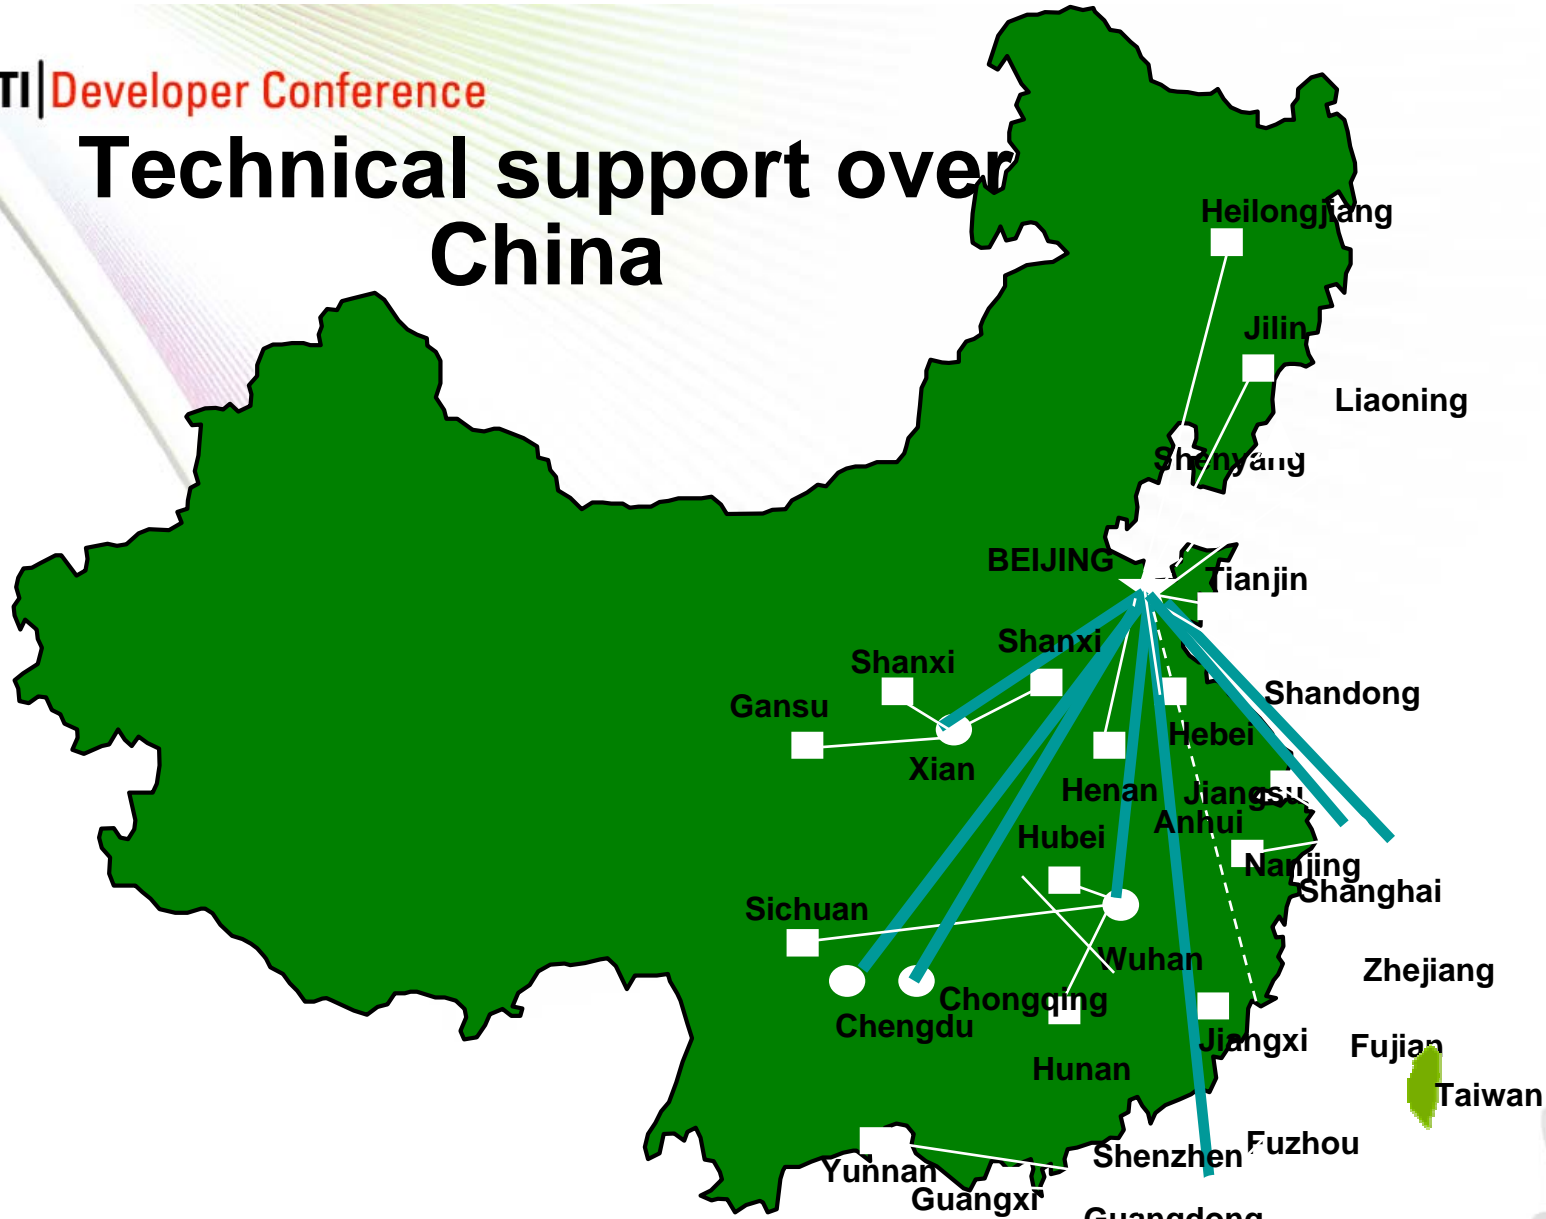 TI|Developer Conference
Technical support over
China
Heilongjiang
Jilin
Liaoning
Shenyang
BEIJING
Tianjin
Shanxi
Shanxi
Gansu
Shandong
Hebei
Xian
Henan
Jiangsu
Anhui
Hubei
Nanjing
Shanghai
Sichuan
Wuhan
Zhejiang
Chongqing
Chengdu
Jiangxi
Fujian
Hunan
Taiwan
Fuzhou
Shenzhen
Yunnan
Guangxi
Guangdong